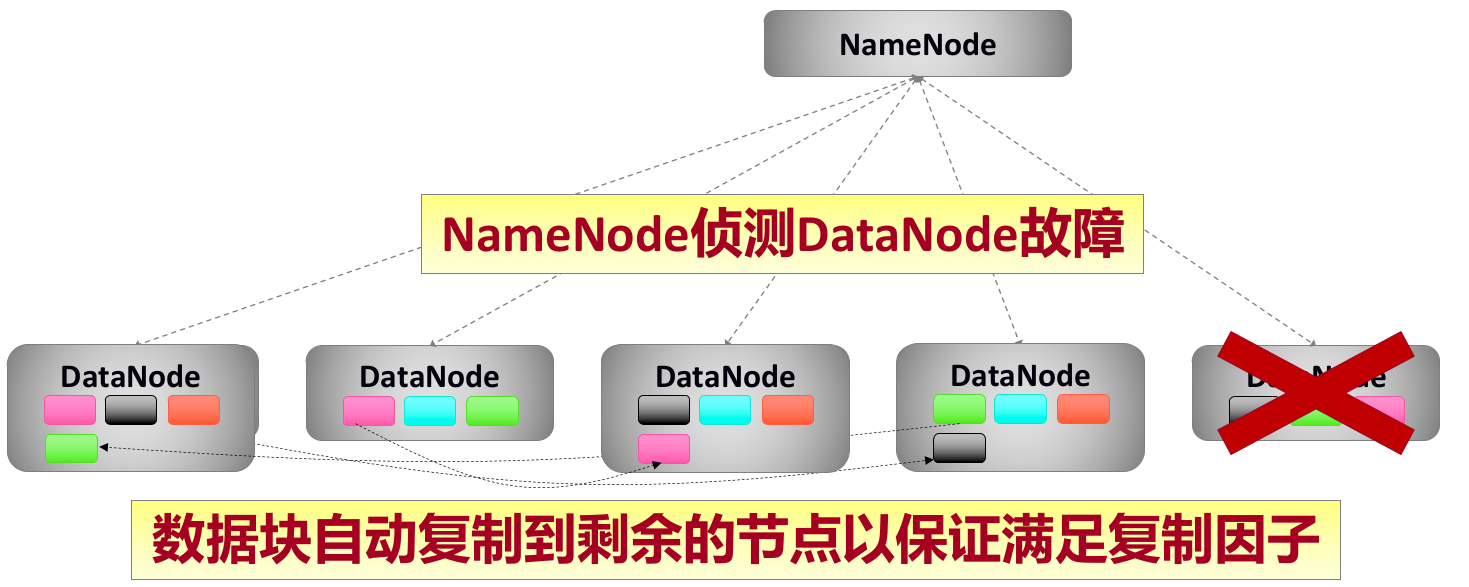 NameNode
NameNode侦测DataNode故障
DataNode
DataNode
DataNode
DataNode
DataNode
数据块自动复制到剩余的节点以保证满足复制因子